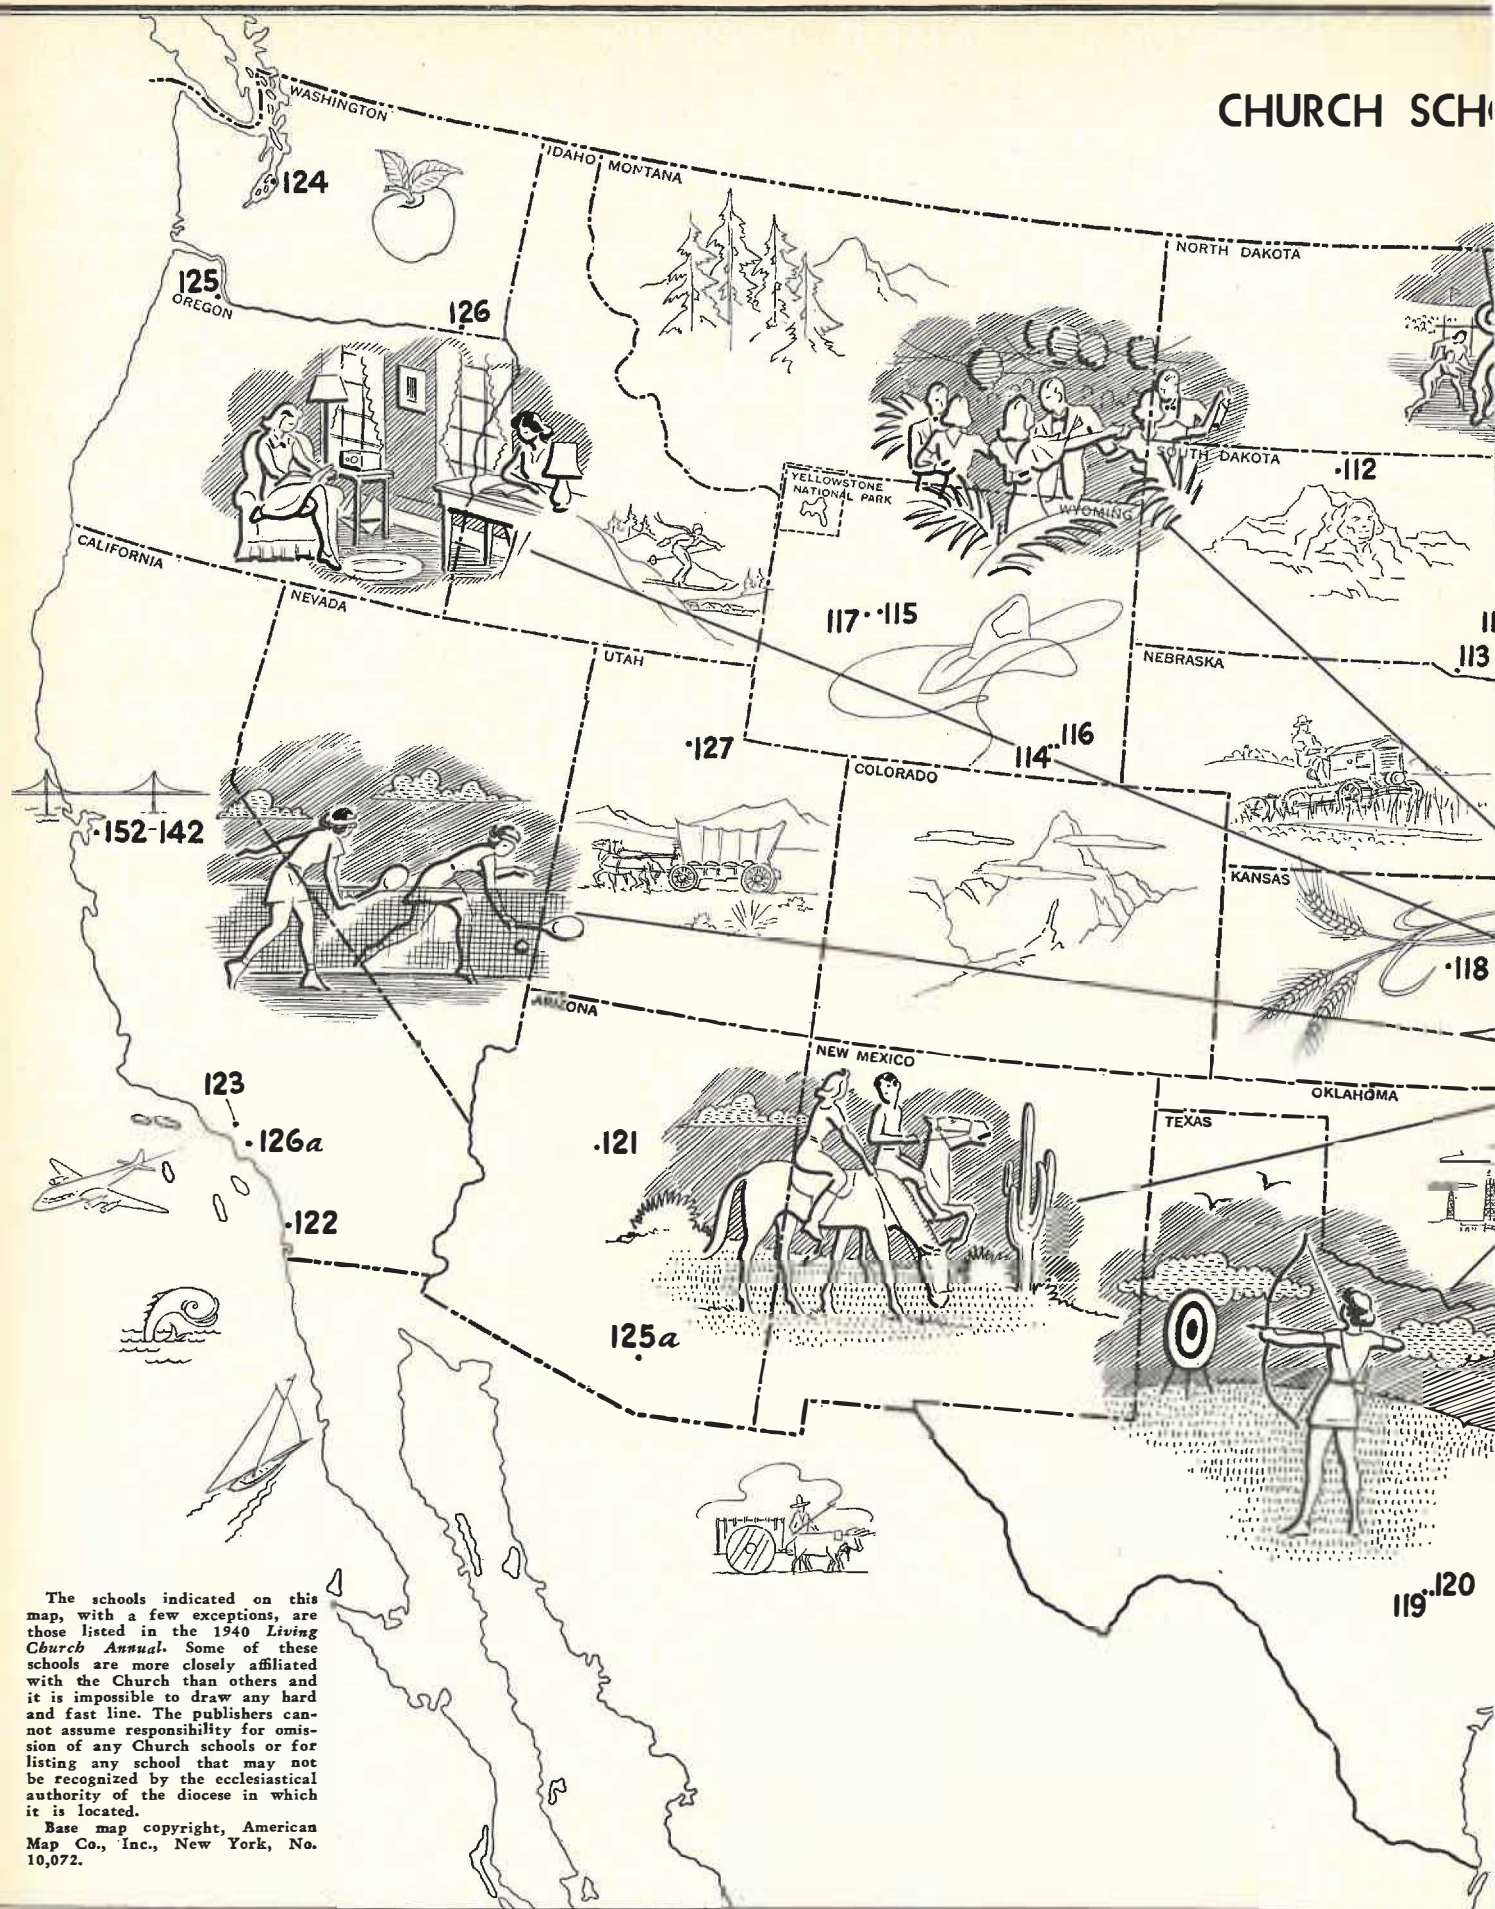 CHURCH SCH
WASHINGTON
IDAHO
MONTANA
124
NORTH DAKOTA
125
OREGON
126
SOUTH DAKOTA
·112
YELLOWSTONE
NATIONAL PARK
WYOMING
CALIFORNIA
NEVADA
117· ·115
11
UTAH
NEBRASKA
113
·127
116
114
COLORADO
·152-142
KANSAS
·118
ARIZONA
NEW MEXICO
OKLAHOMA
123
TEXAS
·126a
·121
·122
125a
119
120
The schools indicated on this
map, with a few exceptions, are
those listed in the 1940 Living
Church Annual. Some of these
schools are more closely affiliated
with the Church than others and
it is impossible to draw any hard
and fast line. The publishers can-
not assume responsihility for omis-
sion of any Church schools or for
listing any school that may not
be recognized by the ecclesiastical
authority of the diocese in which
it is located.
Base map copyright, American
Map Co., Inc., New York, No.
10,072.